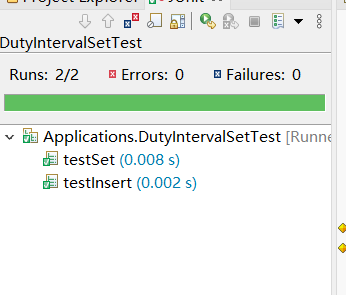 Project Explorer
JUnit
DutyIntervalSetTest
Runs: 2/2 Errors: 0 Failures: 0
Applications.DutyIntervalSetTest [Runne
testSet (0.008 s)
testInsert (0.002 s)